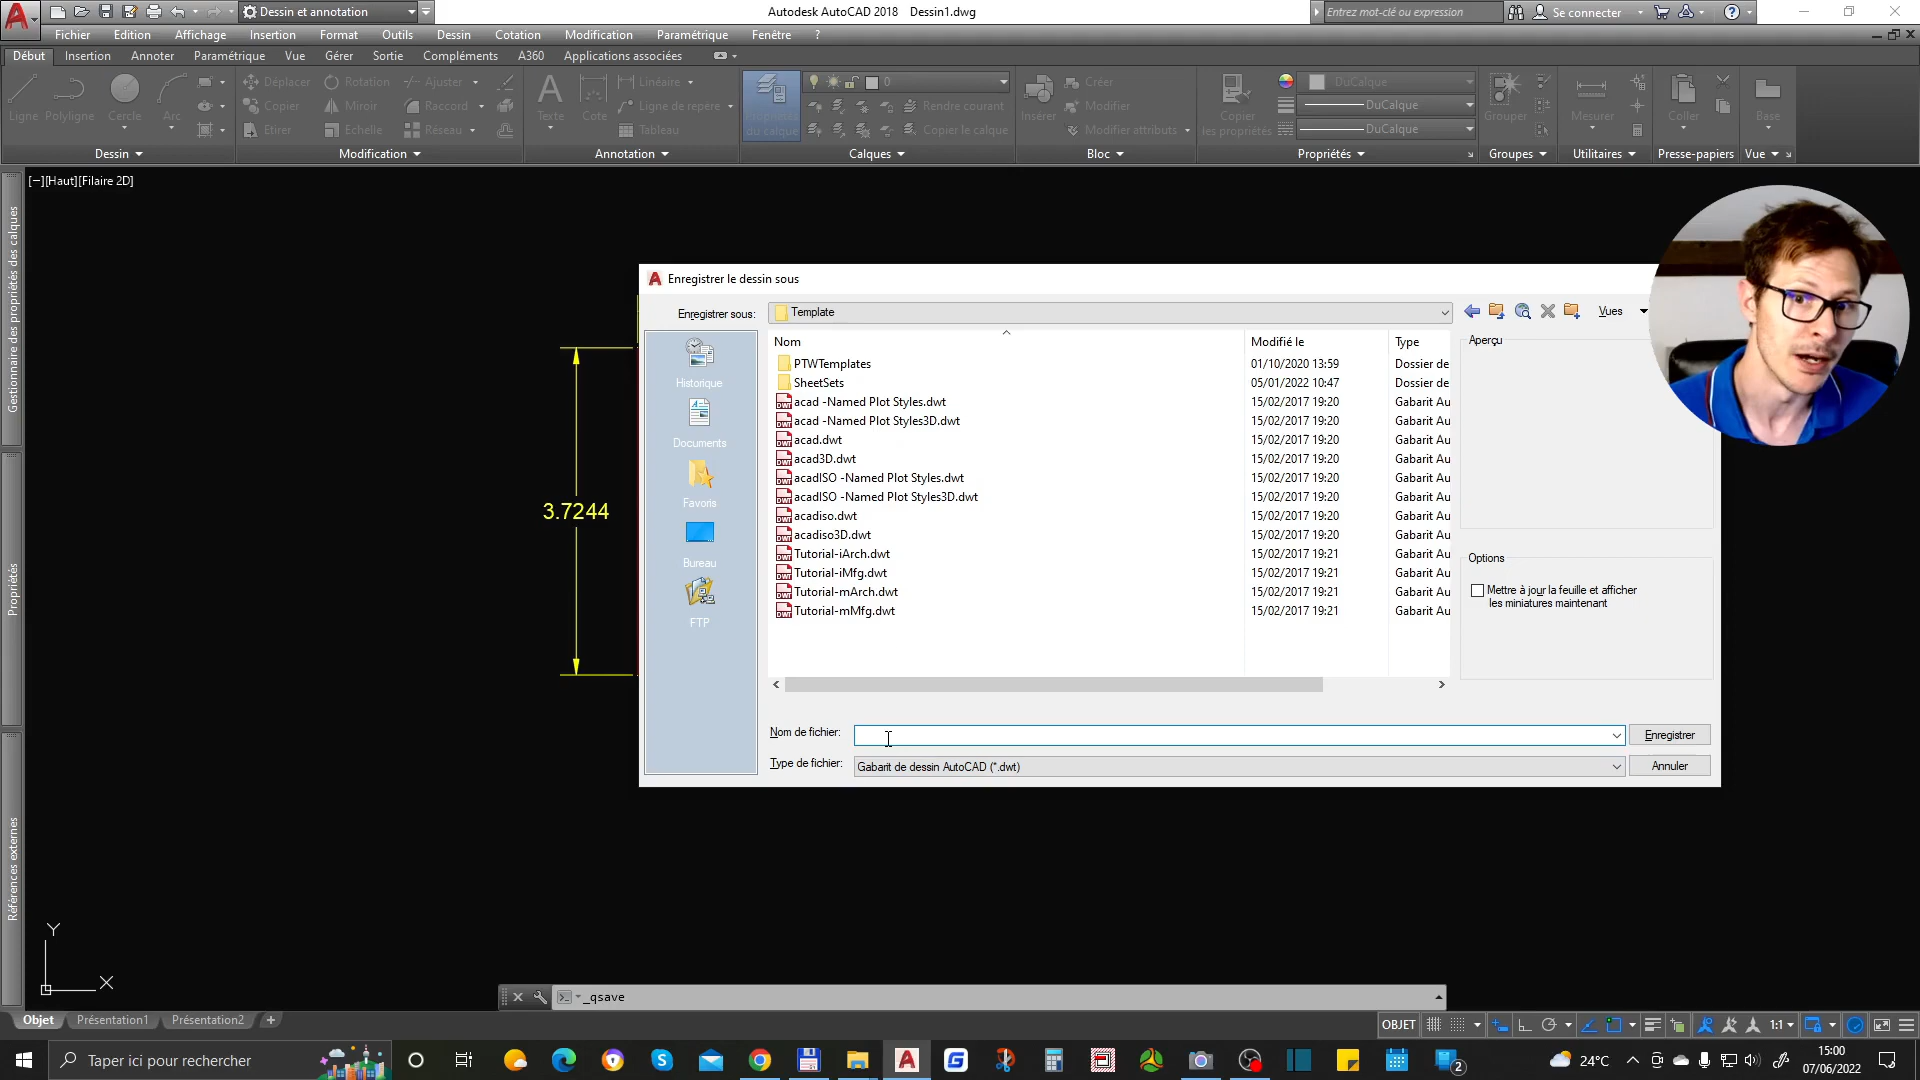 Autodesk AutoCAD 2018 Dessin1.dwg
Dessin et annotation
Entrez mot-clé ou expression
Se connecter
Fichier Edition Affichage Insertion Format Outils Dessin Cotation Modification Paramétrique Fenêtre ?
Début Insertion Annoter Paramétrique Vue Gérer Sortie Compléments A360 Applications associées
Ligne Polyligne Cercle Arc
Déplacer Rotation Ajuster
Copier Miroir Raccord
Etirer Echelle Réseau
Texte Cote
Linéaire
Ligne de repère
Tableau
Propriétés du calque
0
Rendre courant
Copier le calque
Insérer
Créer
Modifier
Modifier attributs
Copier les propriétés
DuCalque
DuCalque
DuCalque
Grouper
Mesurer
Coller
Base
Dessin Modification Annotation Calques Bloc Propriétés Groupes Utilitaires Presse-papiers Vue
[−][Haut][Filaire 2D]
Gestionnaire des propriétés des calques
Propriétés
Références externes
3.7244
Enregistrer le dessin sous
Enregistrer sous: Template Vues
Historique
Documents
Favoris
Bureau
FTP
Nom Modifié le Type
PTWTemplates 01/10/2020 13:59 Dossier de
SheetSets 05/01/2022 10:47 Dossier de
acad -Named Plot Styles.dwt 15/02/2017 19:20 Gabarit Au
acad -Named Plot Styles3D.dwt 15/02/2017 19:20 Gabarit Au
acad.dwt 15/02/2017 19:20 Gabarit Au
acad3D.dwt 15/02/2017 19:20 Gabarit Au
acadISO -Named Plot Styles.dwt 15/02/2017 19:20 Gabarit Au
acadISO -Named Plot Styles3D.dwt 15/02/2017 19:20 Gabarit Au
acadiso.dwt 15/02/2017 19:20 Gabarit Au
acadiso3D.dwt 15/02/2017 19:20 Gabarit Au
Tutorial-iArch.dwt 15/02/2017 19:21 Gabarit Au
Tutorial-iMfg.dwt 15/02/2017 19:21 Gabarit Au
Tutorial-mArch.dwt 15/02/2017 19:21 Gabarit Au
Tutorial-mMfg.dwt 15/02/2017 19:21 Gabarit Au
Aperçu
Options
Mettre à jour la feuille et afficher
les miniatures maintenant
Nom de fichier: Enregistrer
Type de fichier: Gabarit de dessin AutoCAD (*.dwt) Annuler
Y
X
_qsave
Objet Présentation1 Présentation2 +
OBJET 1:1
Taper ici pour rechercher
24°C
15:00
07/06/2022
2